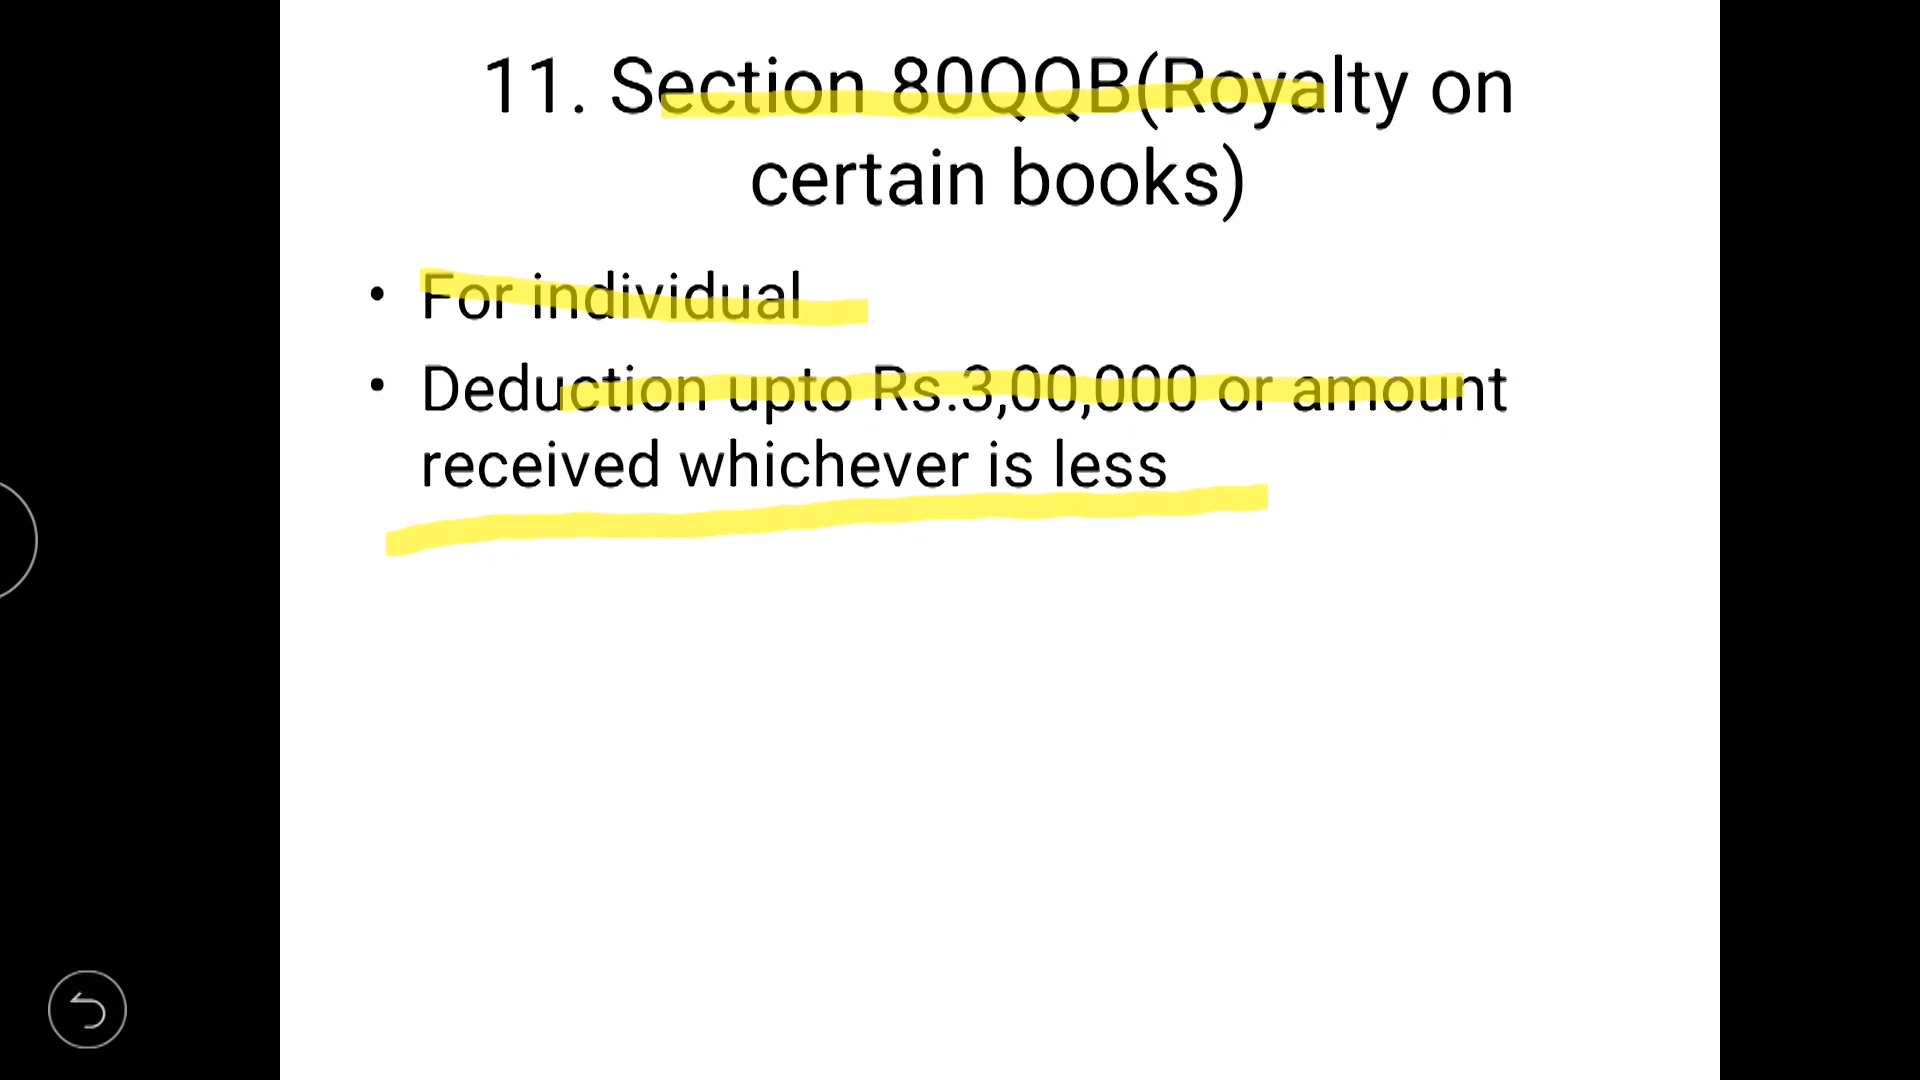 11. Section 80QQB(Royalty on
certain books)
• For individual
• Deduction upto Rs.3,00,000 or amount
received whichever is less